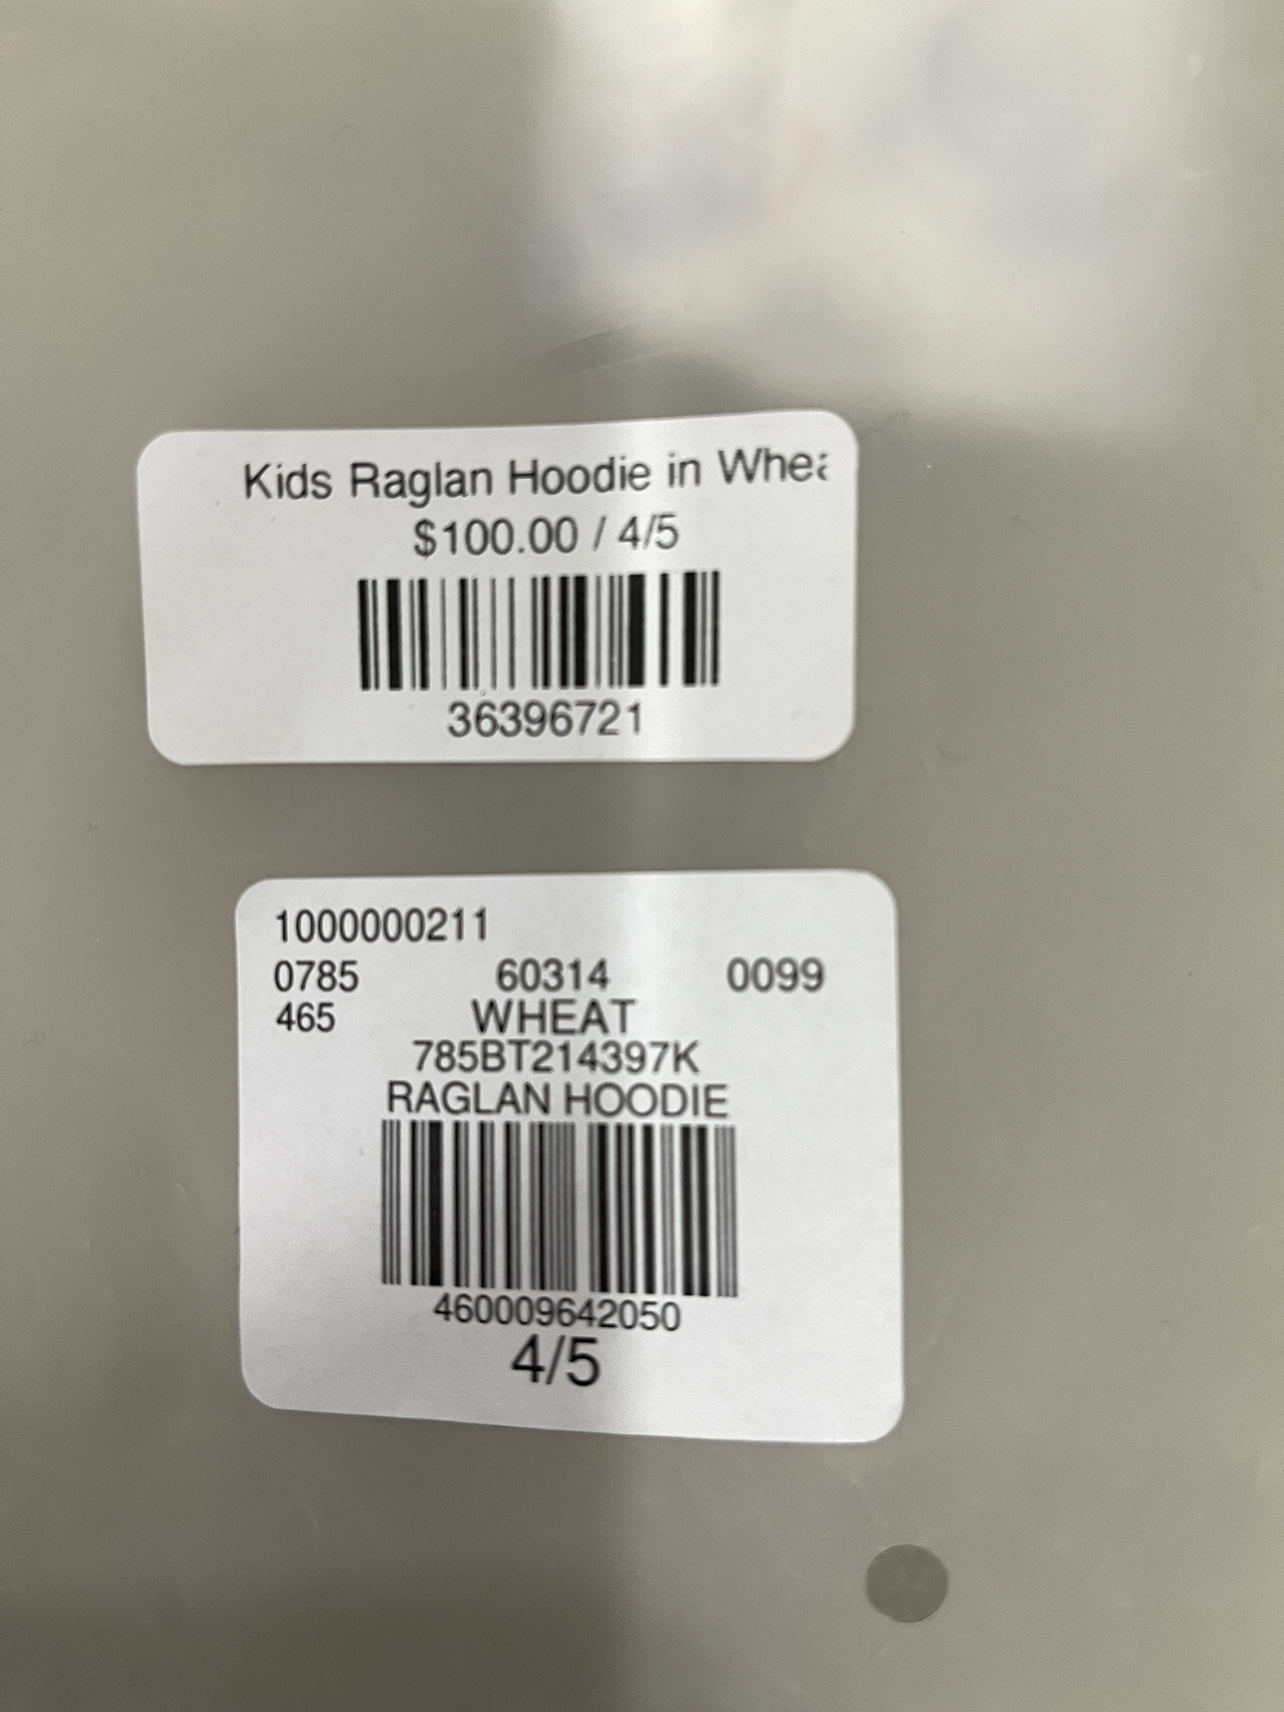 Kids Raglan Hoodie in Whea
$100.00 / 4/5
36396721
1000000211
0785 60314 0099
465 WHEAT
785BT214397K
RAGLAN HOODIE
460009642050
4/5